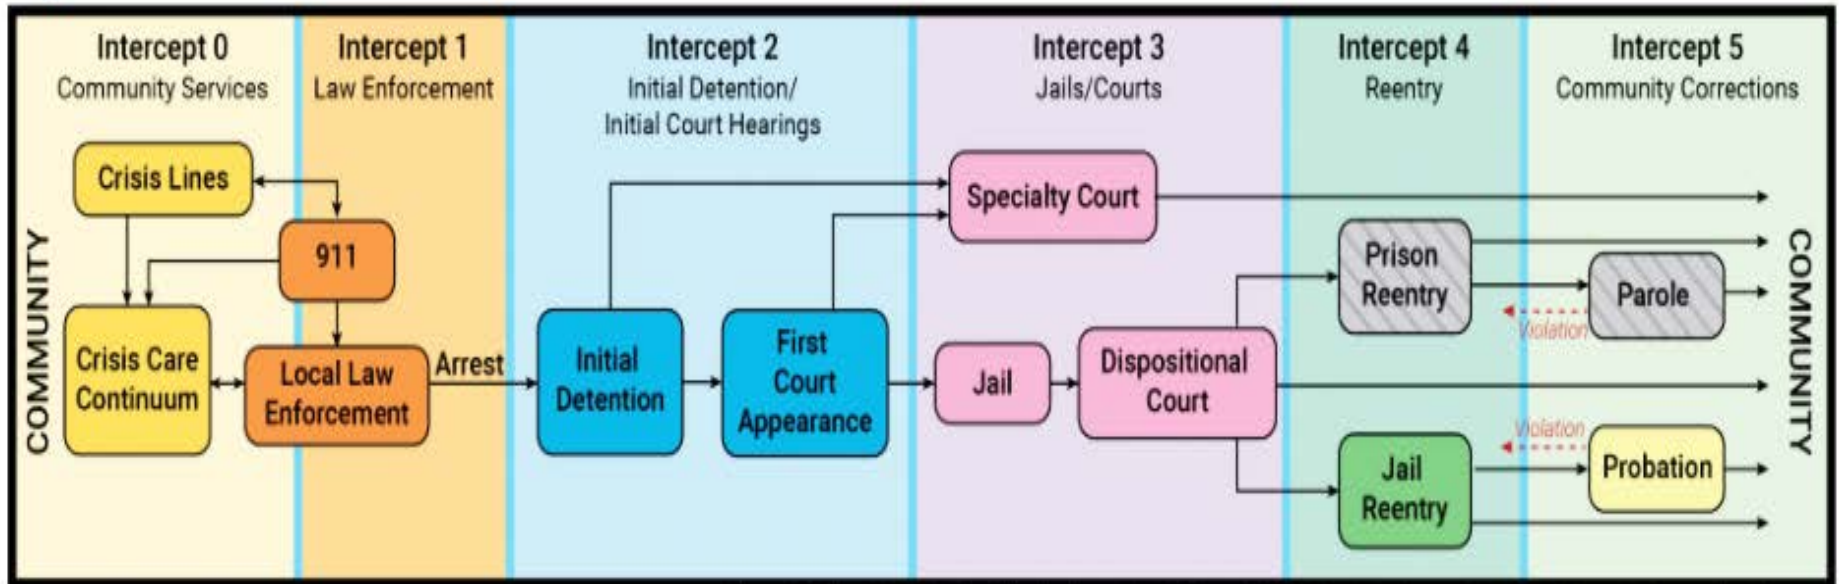 Intercept 0
Community Services
Intercept 1
Law Enforcement
Intercept 2
Initial Detention/
Initial Court Hearings
Intercept 3
Jails/Courts
Intercept 4
Reentry
Intercept 5
Community Corrections
COMMUNITY
Crisis Lines
911
Crisis Care
Continuum
Local Law
Enforcement
Arrest
Initial
Detention
First
Court
Appearance
Specialty Court
Jail
Dispositional
Court
Prison
Reentry
Parole
Violation
Jail
Reentry
Violation
Probation
COMMUNITY